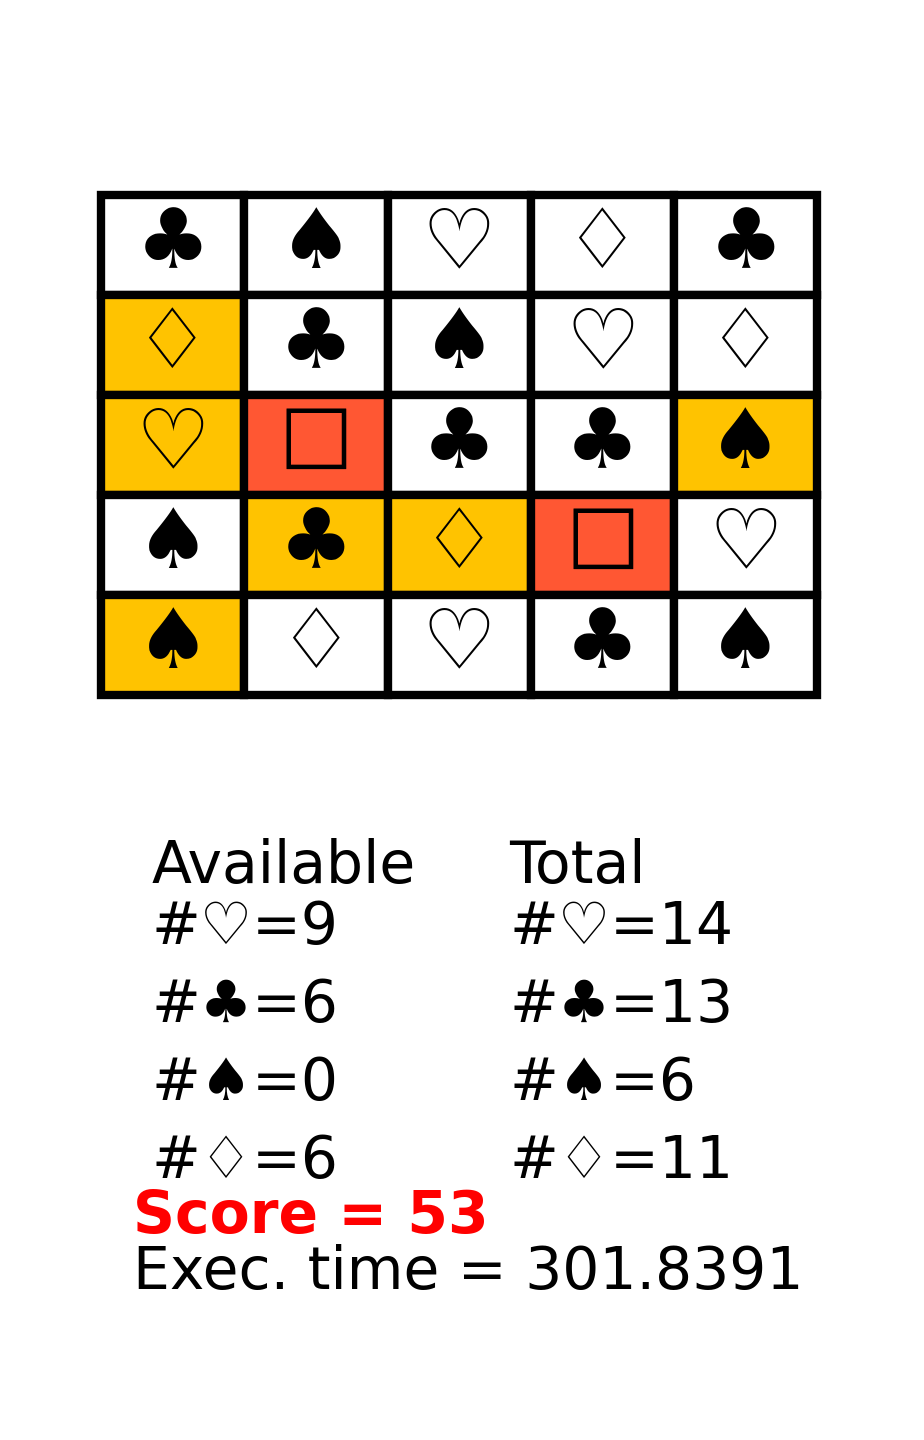 ♣ ♠ ♡ ♢ ♣
♢ ♣ ♠ ♡ ♢
♡ □ ♣ ♣ ♠
♠ ♣ ♢ □ ♡
♠ ♢ ♡ ♣ ♠
Available Total
#♡=9 #♡=14
#♣=6 #♣=13
#♠=0 #♠=6
#♢=6 #♢=11
Score = 53
Exec. time = 301.8391